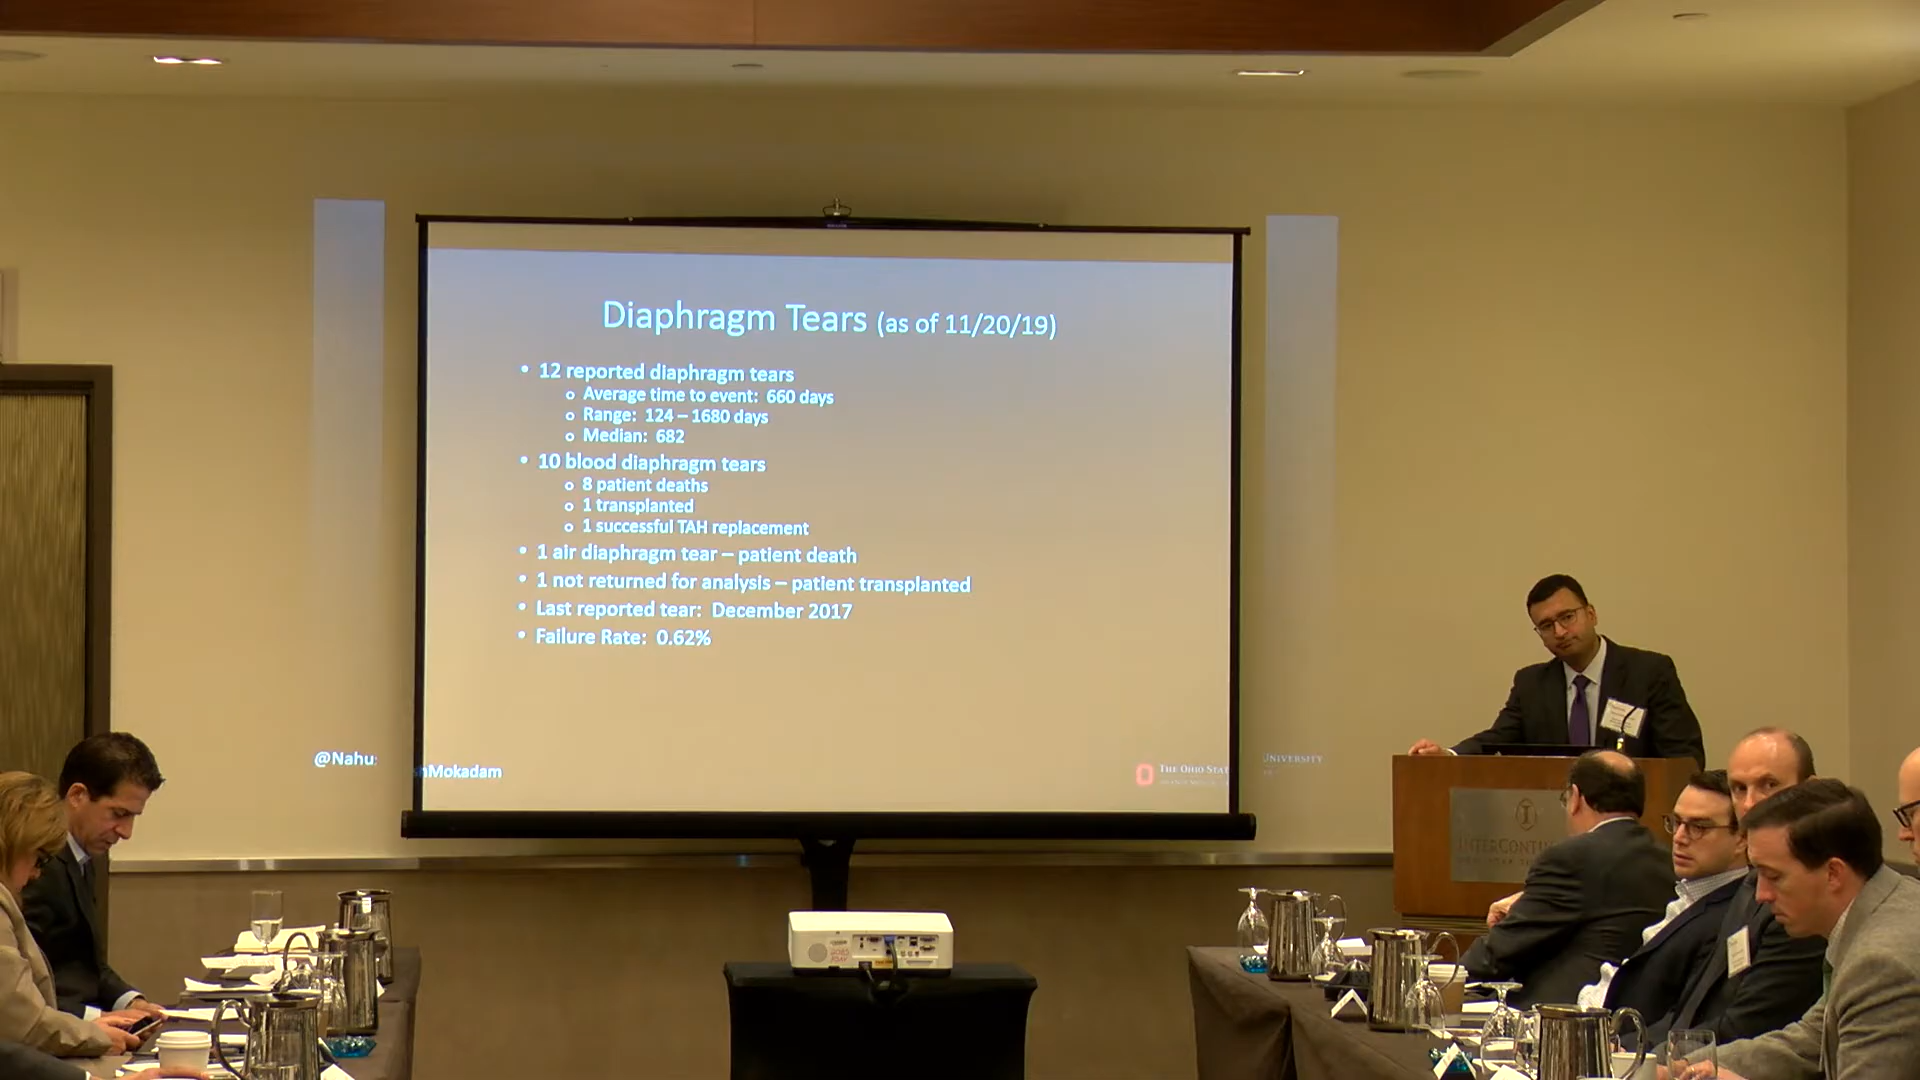 Diaphragm Tears (as of 11/20/19)
• 12 reported diaphragm tears
o Average time to event: 660 days
o Range: 124 – 1680 days
o Median: 682
• 10 blood diaphragm tears
o 8 patient deaths
o 1 transplanted
o 1 successful TAH replacement
• 1 air diaphragm tear – patient death
• 1 not returned for analysis – patient transplanted
• Last reported tear: December 2017
• Failure Rate: 0.62%
@Nahu hMokadam
The Ohio Stat University
InterContin